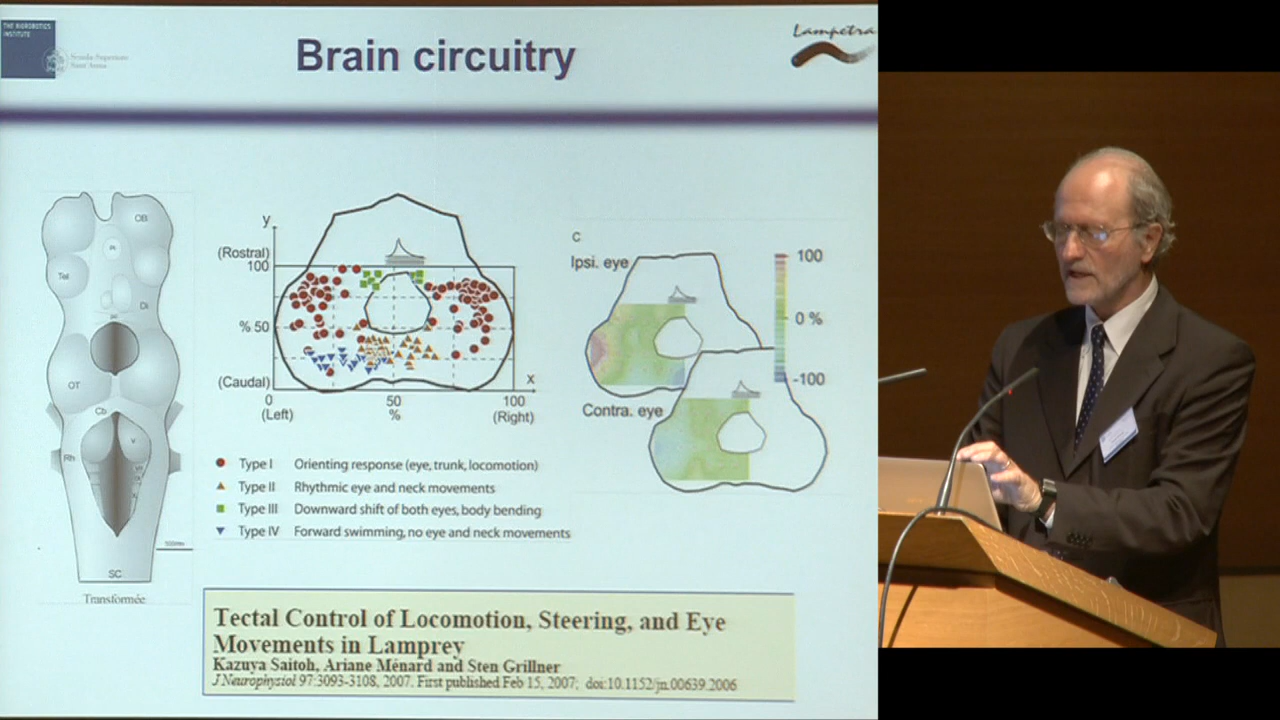 THE BIOROBOTICS
INSTITUTE
Scuola Superiore
Sant'Anna
Brain circuitry
Lampetra
OB
Tel
Di
OT
Cb
V
Rh
SC
Transformée
y
(Rostral)
100
% 50
(Caudal)
x
0
50
100
(Left)
%
(Right)
C
Ipsi. eye
100
0 %
-100
Contra. eye
Type I Orienting response (eye, trunk, locomotion)
Type II Rhythmic eye and neck movements
Type III Downward shift of both eyes, body bending
Type IV Forward swimming, no eye and neck movements
Tectal Control of Locomotion, Steering, and Eye
Movements in Lamprey
Kazuya Saitoh, Ariane Ménard and Sten Grillner
J Neurophysiol 97:3093-3108, 2007. First published Feb 15, 2007; doi:10.1152/jn.00639.2006